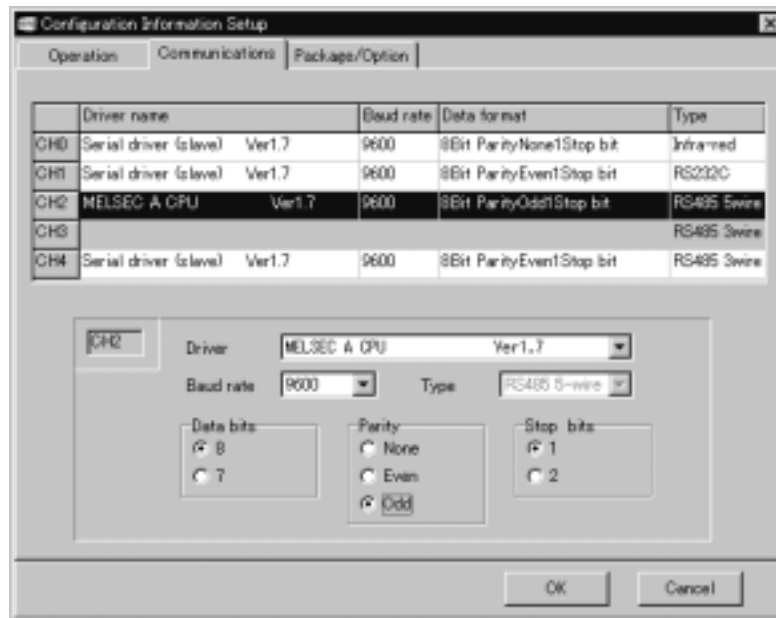 Configuration Information Setup
Operation Communications Package/Option
Driver name Baud rate Data format Type
CH0 Serial driver (slave) Ver1.7 9600 8Bit ParityNone1Stop bit Infra-red
CH1 Serial driver (slave) Ver1.7 9600 8Bit ParityEven1Stop bit RS232C
CH2 MELSEC A CPU Ver1.7 9600 8Bit ParityOdd1Stop bit RS485 5wire
CH3 RS485 3wire
CH4 Serial driver (slave) Ver1.7 9600 8Bit ParityEven1Stop bit RS485 3wire
CH2 Driver MELSEC A CPU Ver1.7
Baud rate 9600 Type RS485 5-wire
Data bits Parity Stop bits
8 None 1
7 Even 2
Odd
OK Cancel